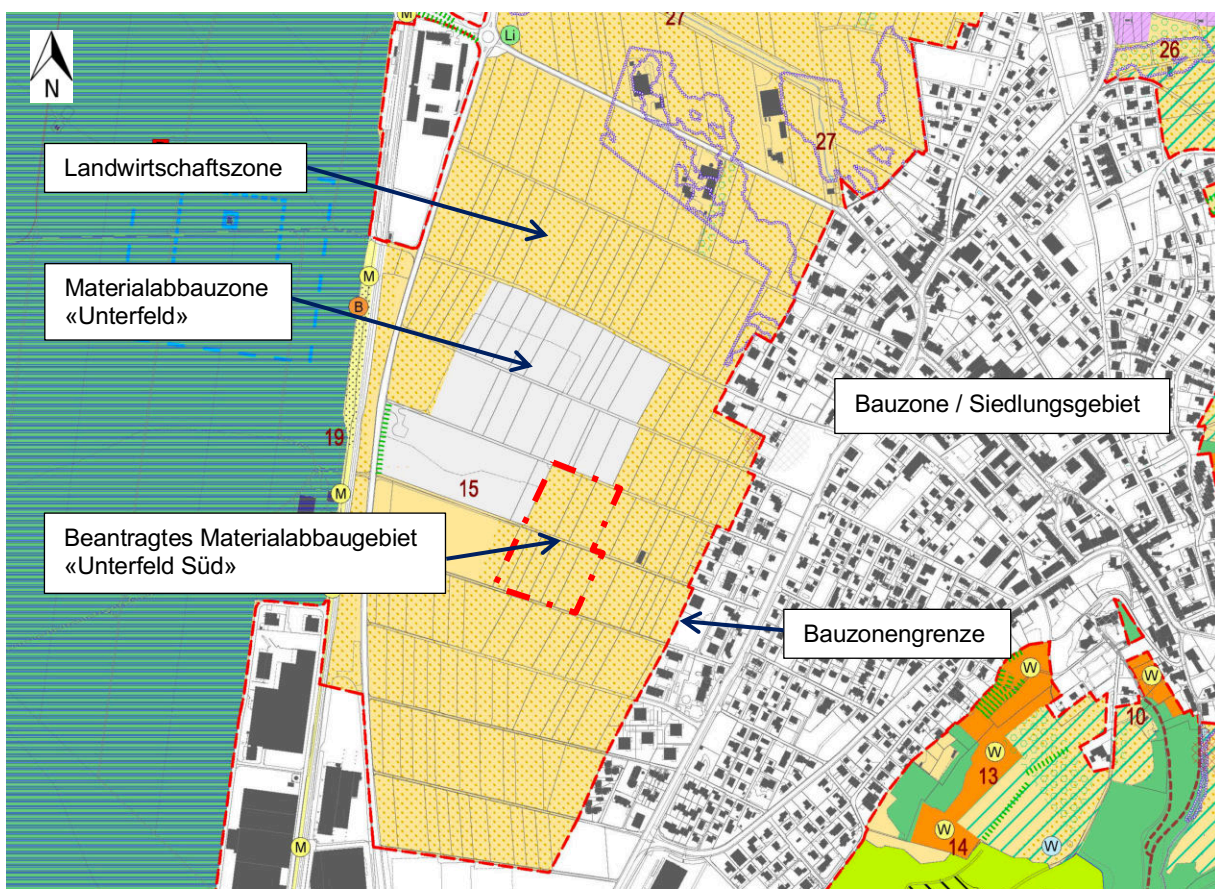 M
27
Li
26
N
27
Landwirtschaftszone
Materialabbauzone
«Unterfeld»
M
B
Bauzone / Siedlungsgebiet
19
15
M
Beantragtes Materialabbaugebiet
«Unterfeld Süd»
Bauzonengrenze
W
W
10
W
13
W
14
W
M